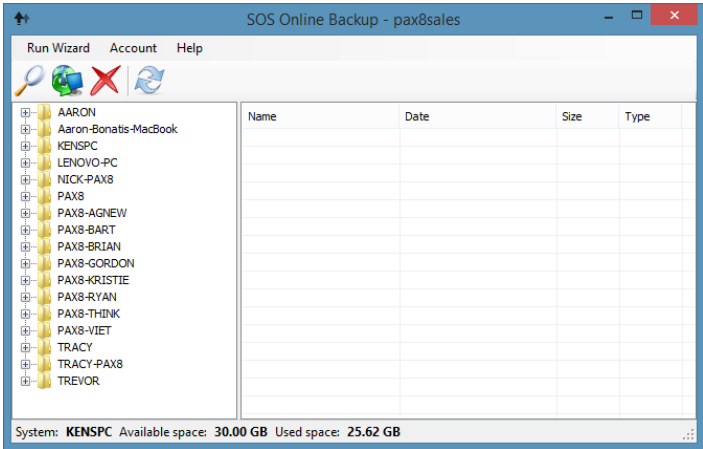 SOS Online Backup - pax8sales
Run Wizard Account Help
Name Date Size Type
AARON
Aaron-Bonatis-MacBook
KENSPC
LENOVO-PC
NICK-PAX8
PAX8
PAX8-AGNEW
PAX8-BART
PAX8-BRIAN
PAX8-GORDON
PAX8-KRISTIE
PAX8-RYAN
PAX8-THINK
PAX8-VIET
TRACY
TRACY-PAX8
TREVOR
System: KENSPC Available space: 30.00 GB Used space: 25.62 GB